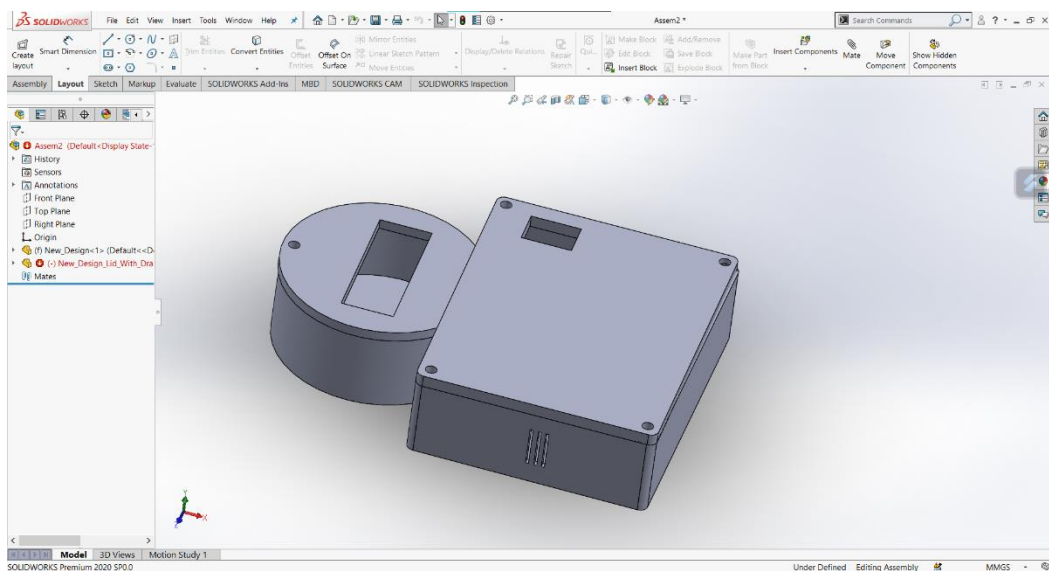 SOLIDWORKS File Edit View Insert Tools Window Help Assem2 * Search Commands
Create layout Smart Dimension Trim Entities Convert Entities Offset Entities Offset On Surface Mirror Entities Linear Sketch Pattern Move Entities Display/Delete Relations Repair Sketch Qui... Make Block Add/Remove Edit Block Save Block Insert Block Explode Block Make Part from Block Insert Components Mate Move Component Show Hidden Components
Assembly Layout Sketch Markup Evaluate SOLIDWORKS Add-Ins MBD SOLIDWORKS CAM SOLIDWORKS Inspection
Assem2 (Default<Display State-
History
Sensors
Annotations
Front Plane
Top Plane
Right Plane
Origin
(f) New_Design<1> (Default<<D
(-) New_Design_Lid_With_Dra
Mates
Y
X
Z
Model 3D Views Motion Study 1
SOLIDWORKS Premium 2020 SP0.0 Under Defined Editing Assembly MMGS